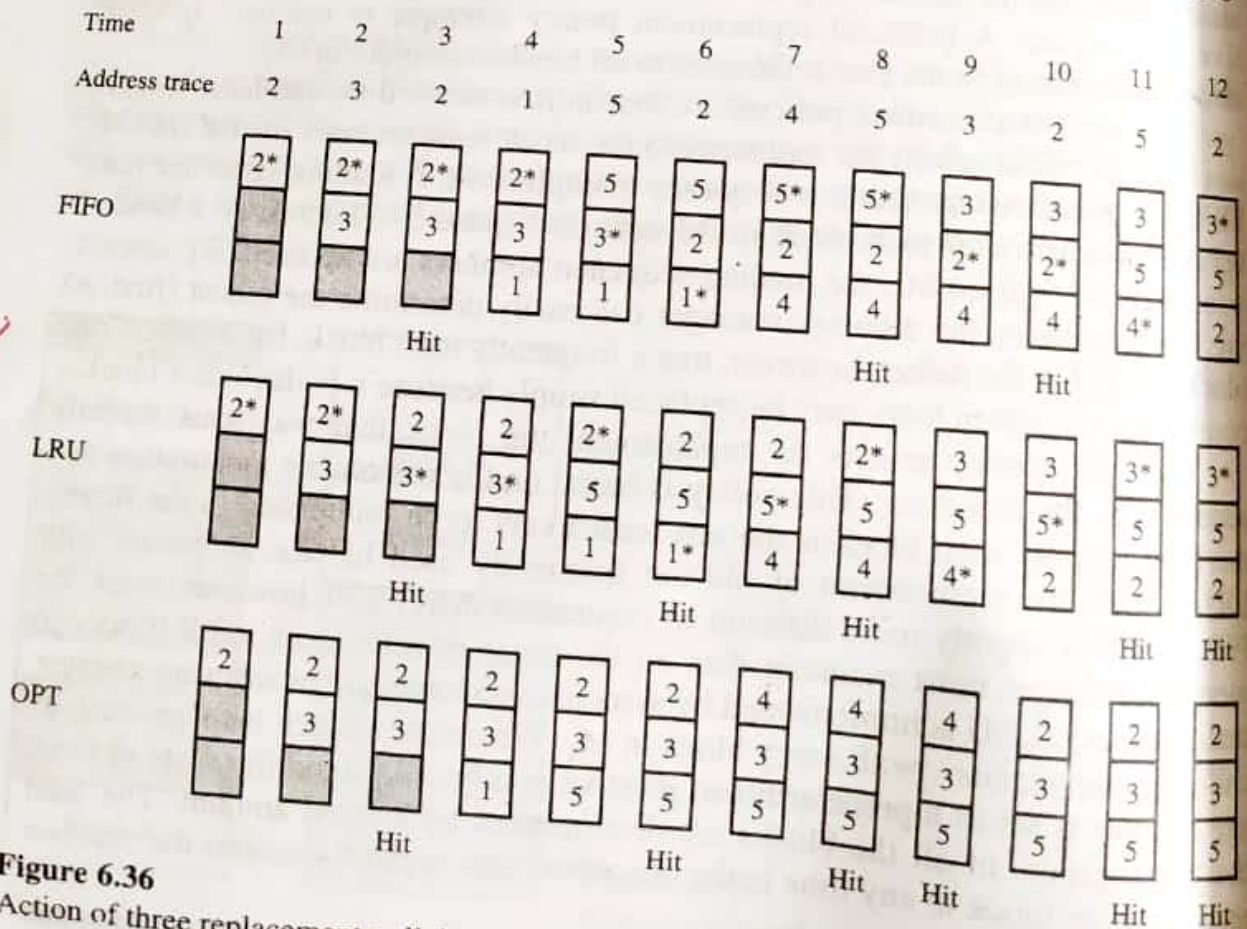 Time 1 2 3 4 5 6 7 8 9 10 11 12
Address trace 2 3 2 1 5 2 4 5 3 2 5 2
2* 2* 2* 2* 5 5 5* 5* 3 3 3 3*
FIFO 3 3 3 3* 2 2 2 2* 2* 5 5
1 1 1* 4 4 4 4 4* 2
Hit Hit Hit
2* 2* 2 2 2* 2 2 2* 3 3 3* 3*
LRU 3 3* 3* 5 5 5* 5 5 5* 5 5
1 1 1* 4 4 4* 2 2 2
Hit Hit Hit Hit Hit
2 2 2 2 2 2 4 4 4 2 2 2
OPT 3 3 3 3 3 3 3 3 3 3 3
1 5 5 5 5 5 5 5 5
Hit Hit Hit Hit Hit Hit
Figure 6.36
Action of three replacement